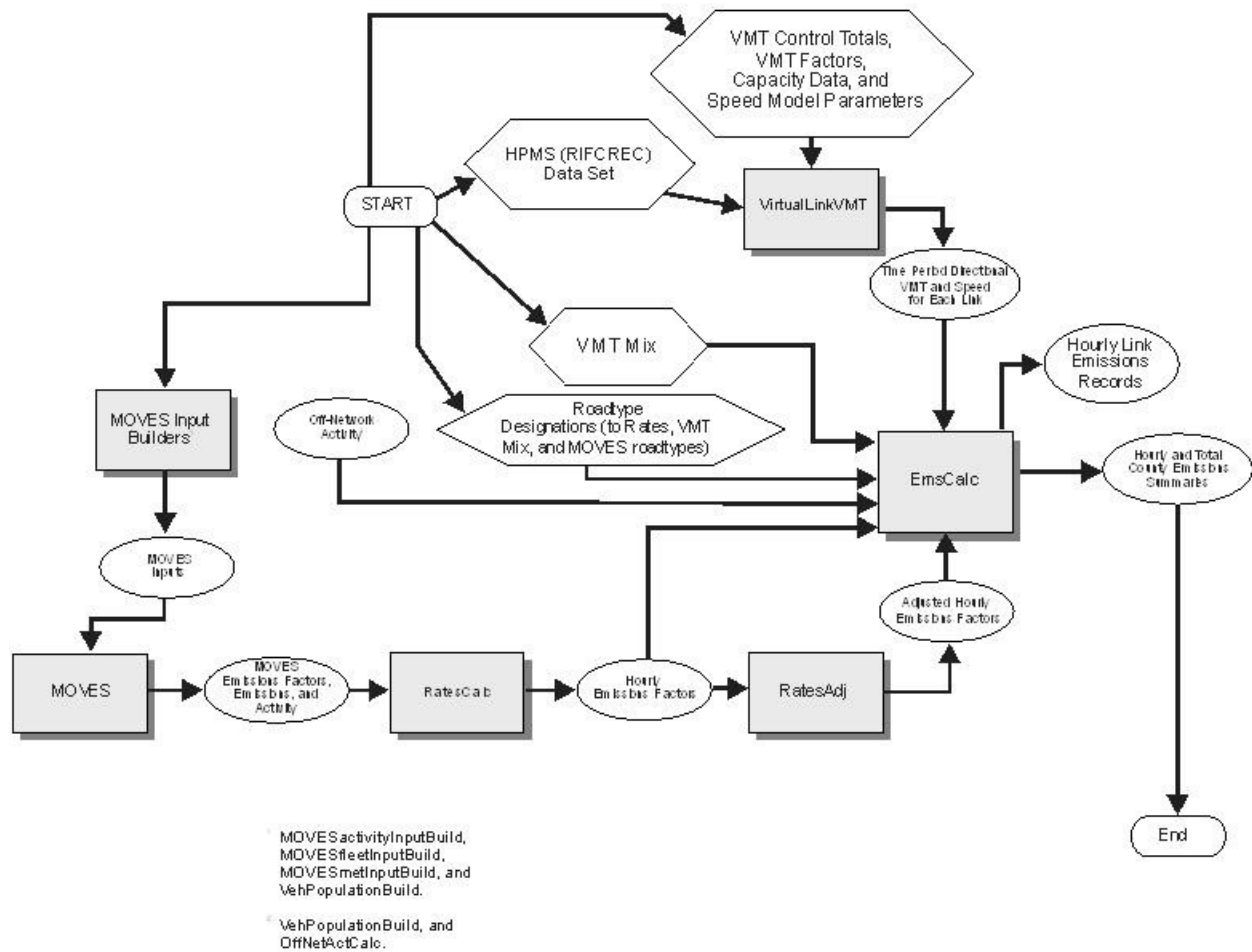 VMT Control Totals,
VMT Factors,
Capacity Data, and
Speed Model Parameters
HPMS (RIFCREC)
Data Set
START
VirtualLinkVMT
Time Period Directional
VMT and Speed
for Each Link
VMT Mix
Hourly Link
Emissions
Records
MOVES Input
Builders
Off-Network
Activity
Roadtype
Designations (to Rates, VMT
Mix, and MOVES roadtypes)
EmsCalc
Hourly and Total
County Emissions
Summaries
MOVES
Inputs
Adjusted Hourly
Emissions Factors
MOVES
MOVES
Emissions Factors,
Emissions, and
Activity
RatesCalc
Hourly
Emissions Factors
RatesAdj
End
MOVESactivityInputBuild,
MOVESfleetInputBuild,
MOVESmetInputBuild, and
VehPopulationBuild.
VehPopulationBuild, and
OffNetActCalc.